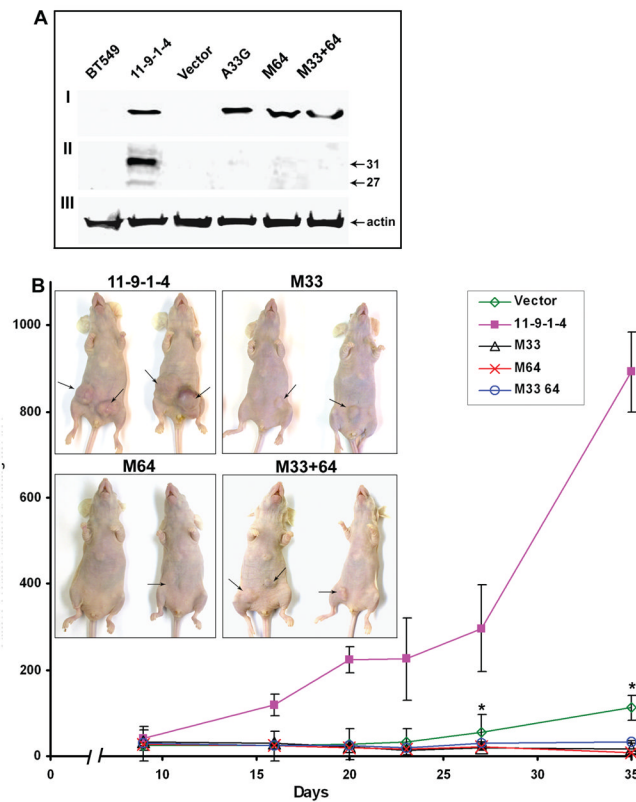 A
BT549 11-9-1-4 Vector A33G M64 M33+64
I
II
31
27
III
actin
B
11-9-1-4 M33
M64 M33+64
Vector
11-9-1-4
M33
M64
M33 64
1000
800
600
400
200
0
*
*
0 10 15 20 25 30 35
Days